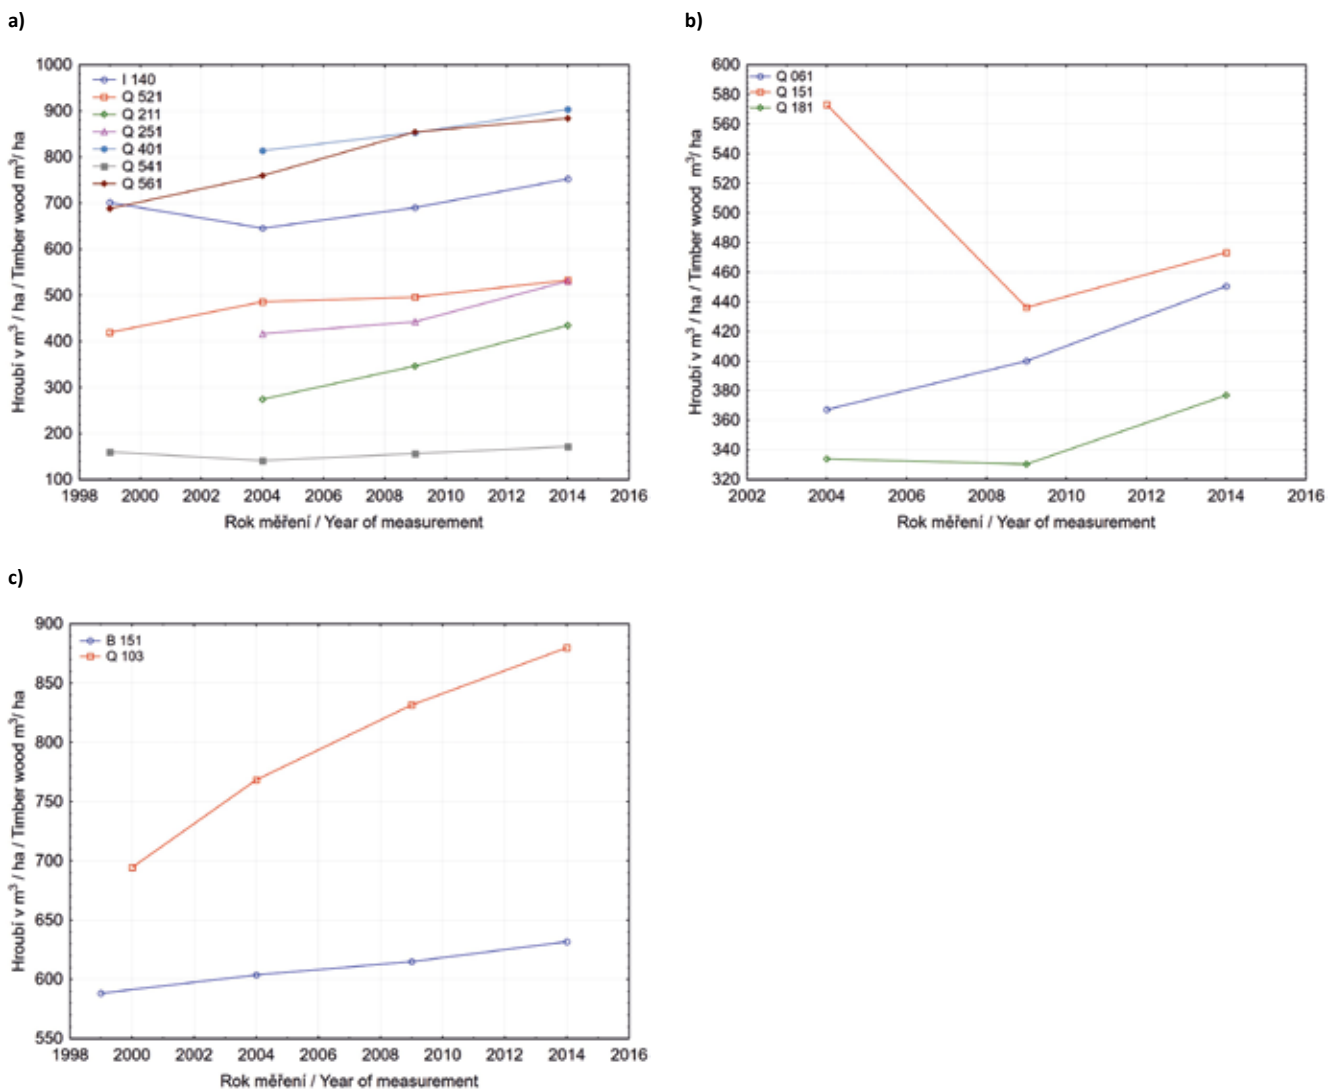 a)
1000
900
800
700
600
500
400
300
200
100
I 140
Q 521
Q 211
Q 251
Q 401
Q 541
Q 561
1998 2000 2002 2004 2006 2008 2010 2012 2014 2016
Hroubí v m³ / ha / Timber wood m³/ ha
Rok měření / Year of measurement
b)
600
580
560
540
520
500
480
460
440
420
400
380
360
340
320
Q 061
Q 151
Q 181
2002 2004 2006 2008 2010 2012 2014 2016
Hroubí v m³ / ha / Timber wood m³/ ha
Rok měření / Year of measurement
c)
900
850
800
750
700
650
600
550
B 151
Q 103
1998 2000 2002 2004 2006 2008 2010 2012 2014 2016
Hroubí v m³ / ha / Timber wood m³/ ha
Rok měření / Year of measurement